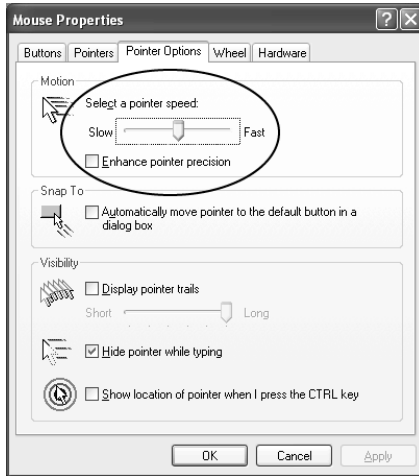 Mouse Properties
Buttons Pointers Pointer Options Wheel Hardware
Motion
Select a pointer speed:
Slow Fast
Enhance pointer precision
Snap To
Automatically move pointer to the default button in a
dialog box
Visibility
Display pointer trails
Short Long
Hide pointer while typing
Show location of pointer when I press the CTRL key
OK Cancel Apply